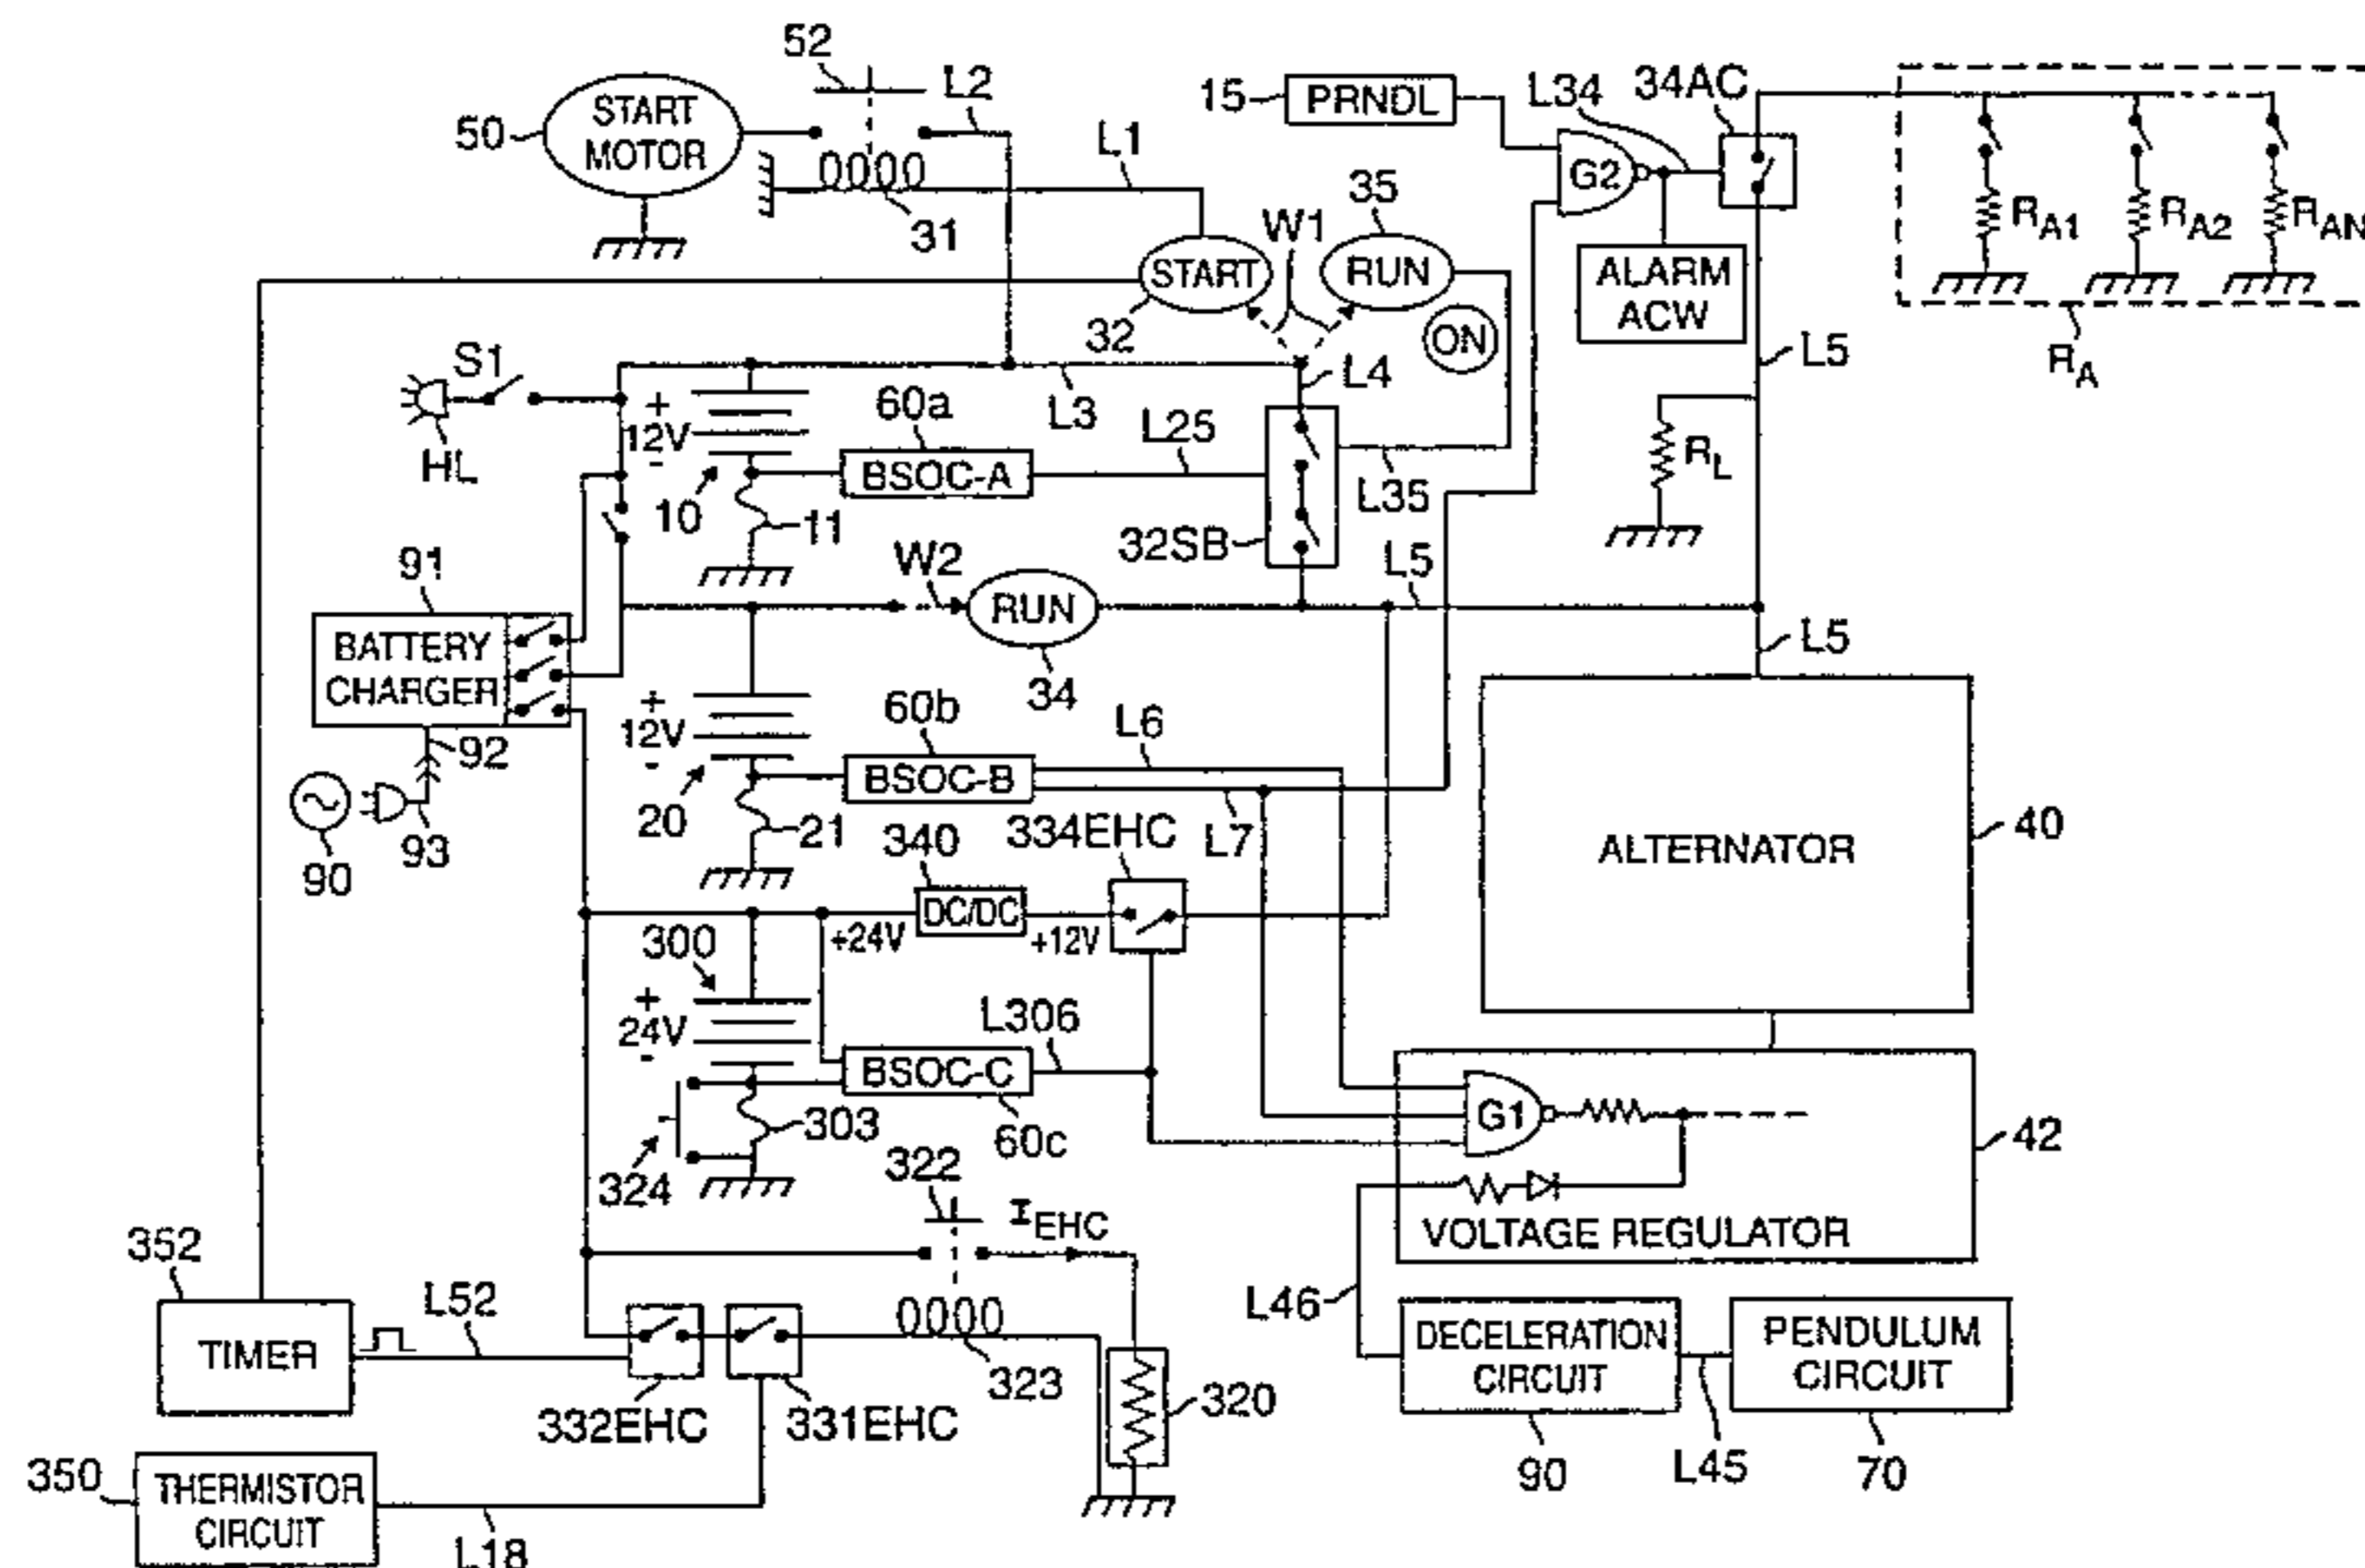 52
L2
START
MOTOR
50
31
L1
15
PRNDL
L34
34AC
G2
W1
35
START
RUN
32
ON
ALARM
ACW
RA1
RA2
RAN
RA
L5
S1
HL
+
12V
-
10
60a
BSOC-A
11
L3
L25
L4
L35
32SB
RL
91
BATTERY
CHARGER
92
90
93
W2
RUN
34
L5
L5
+
12V
-
20
60b
BSOC-B
21
L6
L7
340
DC/DC
334EHC
+24V
+12V
ALTERNATOR
40
300
+
24V
-
L306
BSOC-C
60c
303
324
322
IEHC
G1
42
VOLTAGE REGULATOR
352
TIMER
L52
332EHC
331EHC
323
320
L46
DECELERATION
CIRCUIT
90
L45
PENDULUM
CIRCUIT
70
350
THERMISTOR
CIRCUIT
L18